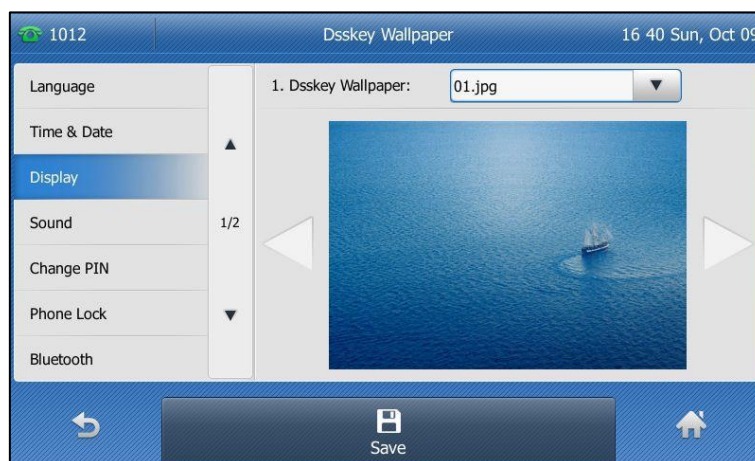 1012 Dsskey Wallpaper 16 40 Sun, Oct 09
Language
Time & Date
Display
Sound
Change PIN
Phone Lock
Bluetooth
1/2
1. Dsskey Wallpaper: 01.jpg
Save